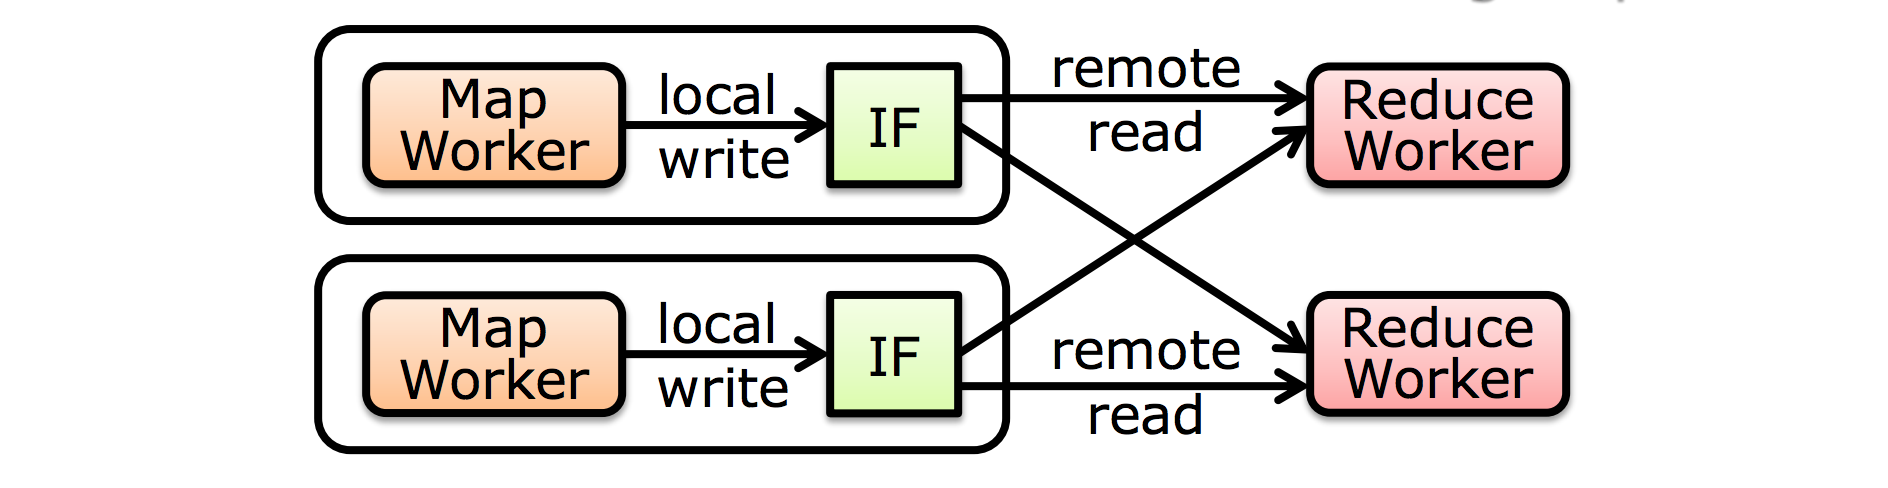 Map
Worker
local
write
IF
remote
read
Reduce
Worker
Map
Worker
local
write
IF
remote
read
Reduce
Worker